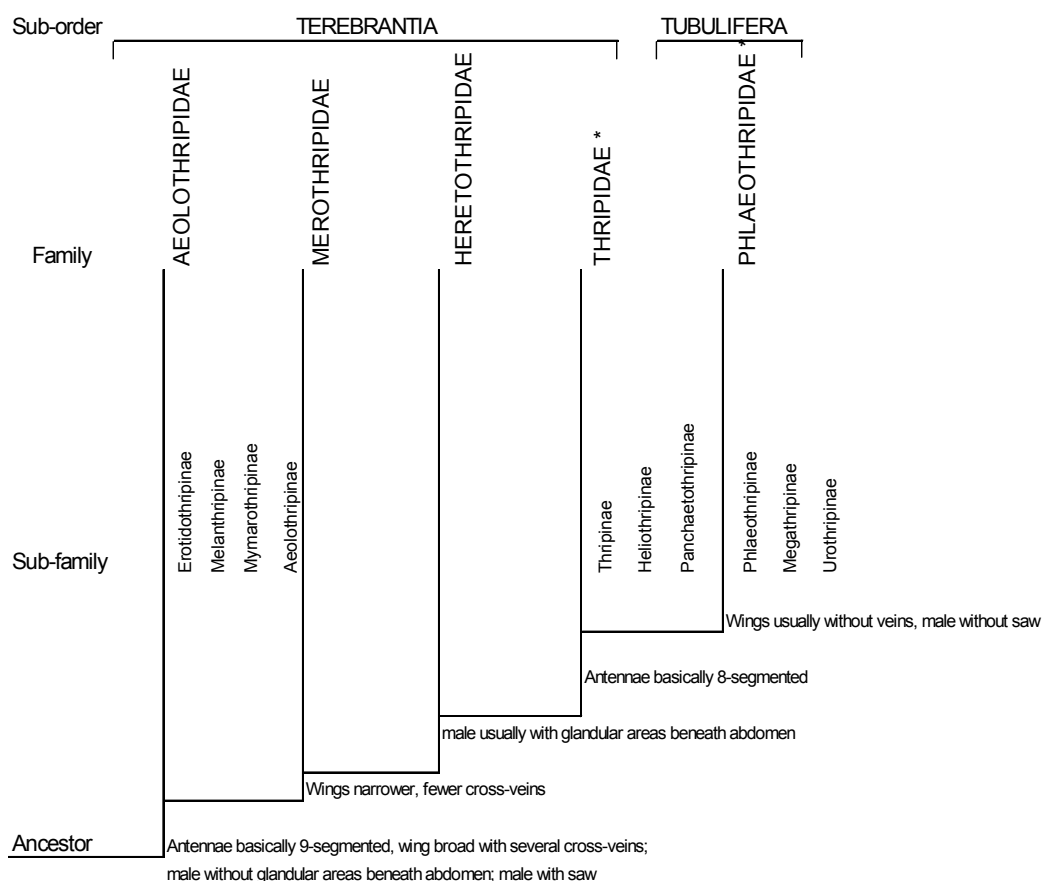 Sub-order
TEREBRANTIA
TUBULIFERA
AEOLOTHRIPIDAE
MEROTHRIPIDAE
HERETOTHRIPIDAE
THRIPIDAE *
PHLAEOTHRIPIDAE *
Family
Erotidothripinae
Melanthripinae
Mymarothripinae
Aeolothripinae
Thripinae
Heliothripinae
Panchaetothripinae
Phlaeothripinae
Megathripinae
Urothripinae
Sub-family
Wings usually without veins, male without saw
Antennae basically 8-segmented
male usually with glandular areas beneath abdomen
Wings narrower, fewer cross-veins
Ancestor
Antennae basically 9-segmented, wing broad with several cross-veins;
male without glandular areas beneath abdomen; male with saw